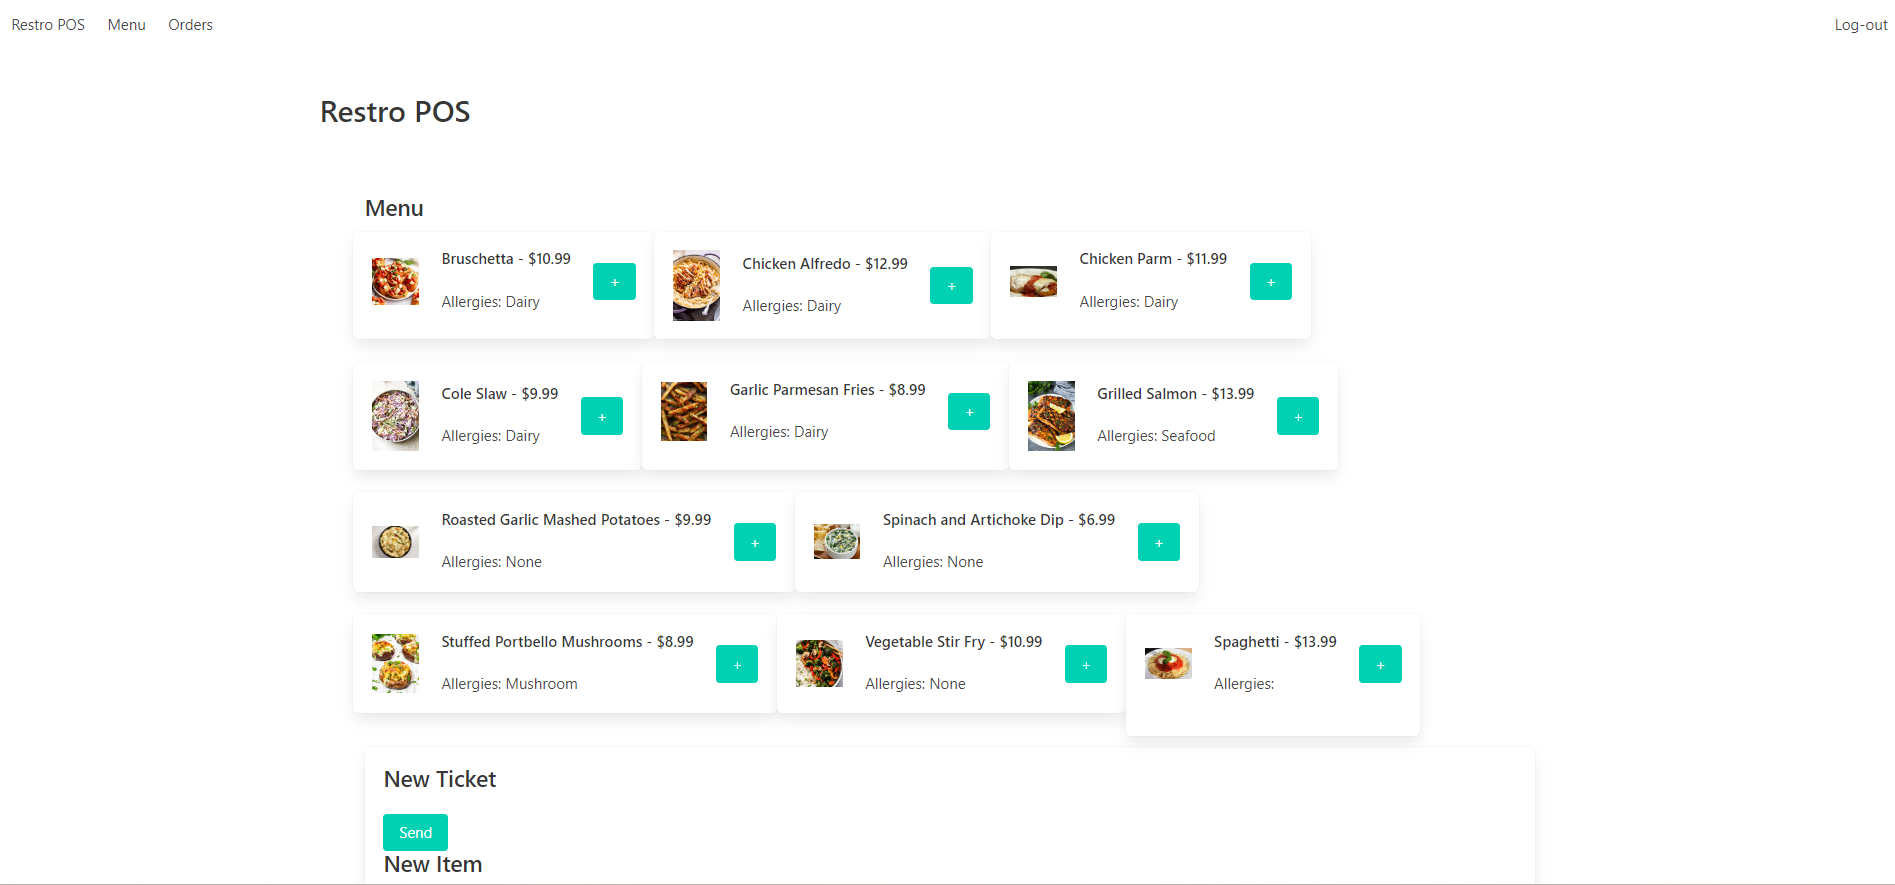 Restro POS Menu Orders Log-out
Restro POS
Menu
Bruschetta - $10.99
Allergies: Dairy
+
Chicken Alfredo - $12.99
Allergies: Dairy
+
Chicken Parm - $11.99
Allergies: Dairy
+
Cole Slaw - $9.99
Allergies: Dairy
+
Garlic Parmesan Fries - $8.99
Allergies: Dairy
+
Grilled Salmon - $13.99
Allergies: Seafood
+
Roasted Garlic Mashed Potatoes - $9.99
Allergies: None
+
Spinach and Artichoke Dip - $6.99
Allergies: None
+
Stuffed Portbello Mushrooms - $8.99
Allergies: Mushroom
+
Vegetable Stir Fry - $10.99
Allergies: None
+
Spaghetti - $13.99
Allergies:
+
New Ticket
Send
New Item